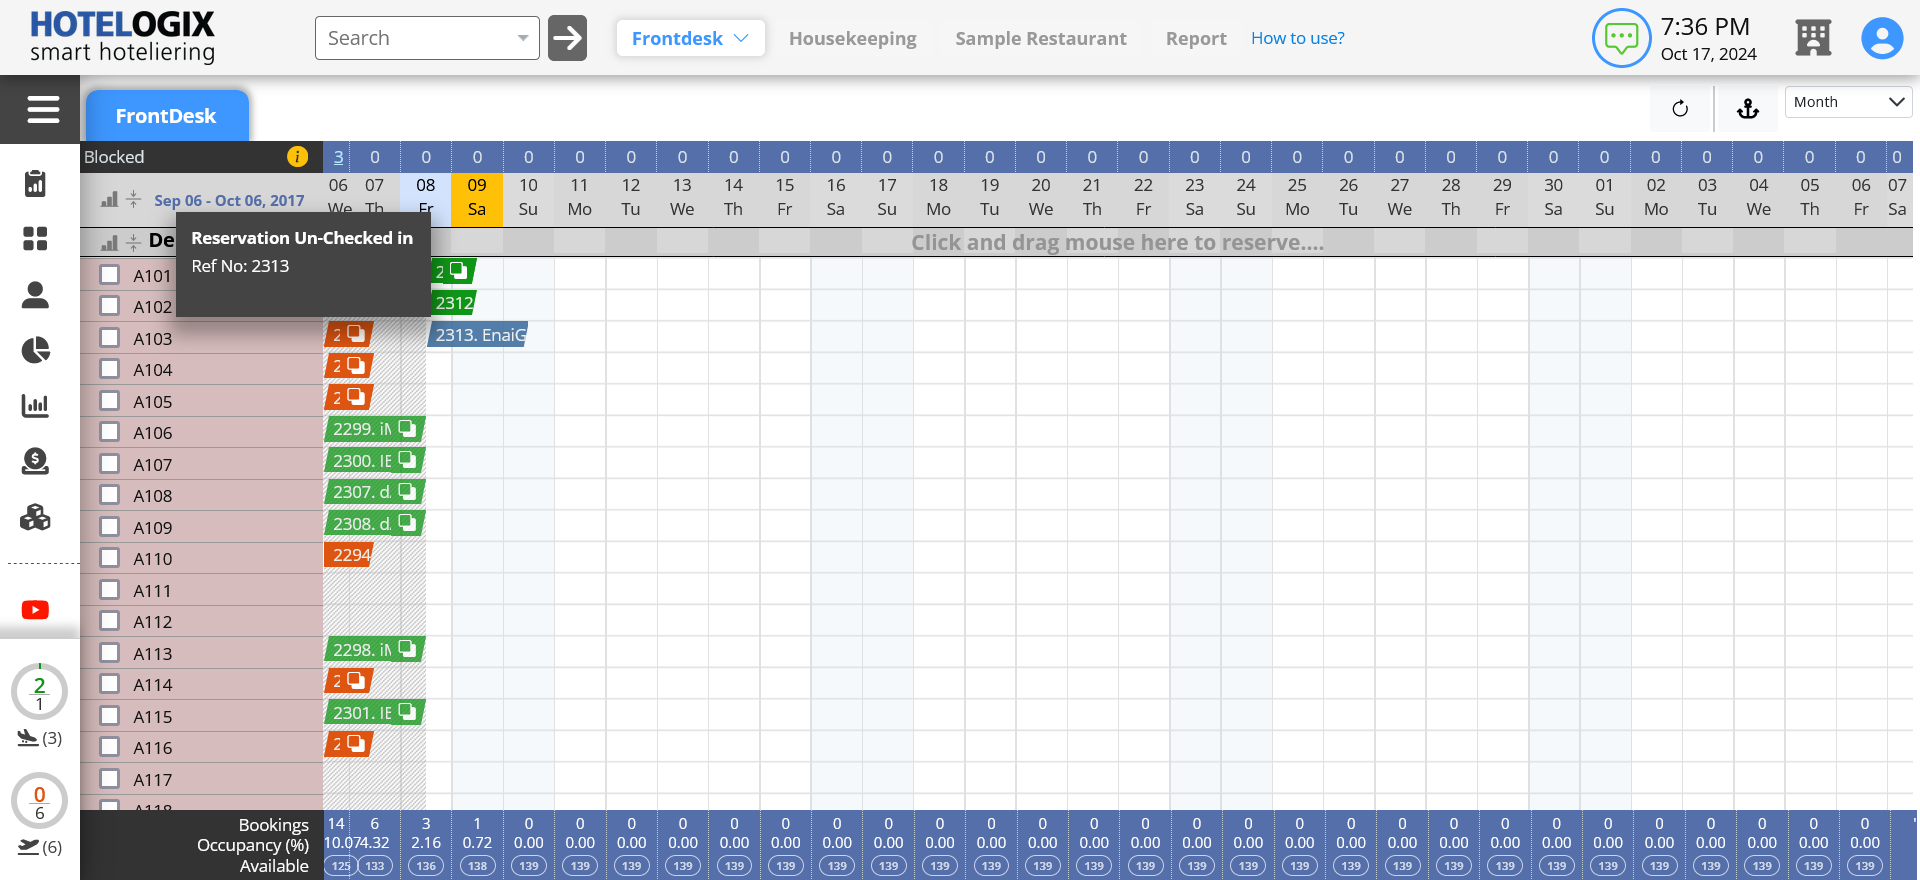 HOTELOGIX
smart hoteliering
Search
Frontdesk
Housekeeping
Sample Restaurant
Report
How to use?
7:36 PM
Oct 17, 2024
FrontDesk
Month
Blocked i 3 0 0 0 0 0 0 0 0 0 0 0 0 0 0 0 0 0 0 0 0 0 0 0 0 0 0 0 0 0 0 0
Sep 06 - Oct 06, 2017
06 07 08 09 10 11 12 13 14 15 16 17 18 19 20 21 22 23 24 25 26 27 28 29 30 01 02 03 04 05 06 07
We Th Fr Sa Su Mo Tu We Th Fr Sa Su Mo Tu We Th Fr Sa Su Mo Tu We Th Fr Sa Su Mo Tu We Th Fr Sa
De
Click and drag mouse here to reserve....
Reservation Un-Checked in
Ref No: 2313
A101 2
A102 2312
A103 2 2313. EnaiG
A104 2
A105 2
A106 2299.
A107 2300.
A108 2307. d.
A109 2308. d.
A110 2294
A111
A112
A113 2298.
A114 2
A115 2301.
A116 2
A117
A118
2
1
(3)
0
6
(6)
Bookings 14 6 3 1 0 0 0 0 0 0 0 0 0 0 0 0 0 0 0 0 0 0 0 0 0 0 0 0 0 0 0
Occupancy (%) 10.07 4.32 2.16 0.72 0.00 0.00 0.00 0.00 0.00 0.00 0.00 0.00 0.00 0.00 0.00 0.00 0.00 0.00 0.00 0.00 0.00 0.00 0.00 0.00 0.00 0.00 0.00 0.00 0.00 0.00 0.00
Available 125 133 136 138 139 139 139 139 139 139 139 139 139 139 139 139 139 139 139 139 139 139 139 139 139 139 139 139 139 139 139